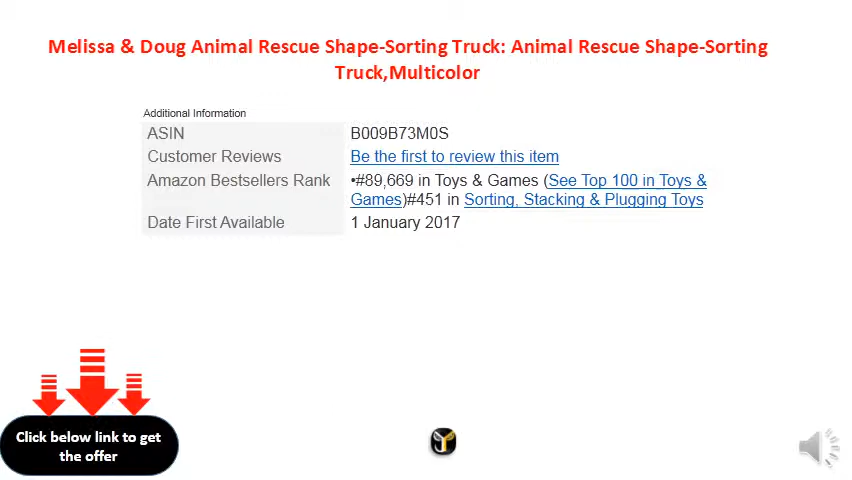 Melissa & Doug Animal Rescue Shape-Sorting Truck: Animal Rescue Shape-Sorting
Truck,Multicolor
Additional Information
ASIN B009B73M0S
Customer Reviews Be the first to review this item
Amazon Bestsellers Rank •#89,669 in Toys & Games (See Top 100 in Toys &
Games)#451 in Sorting, Stacking & Plugging Toys
Date First Available 1 January 2017
Click below link to get
the offer